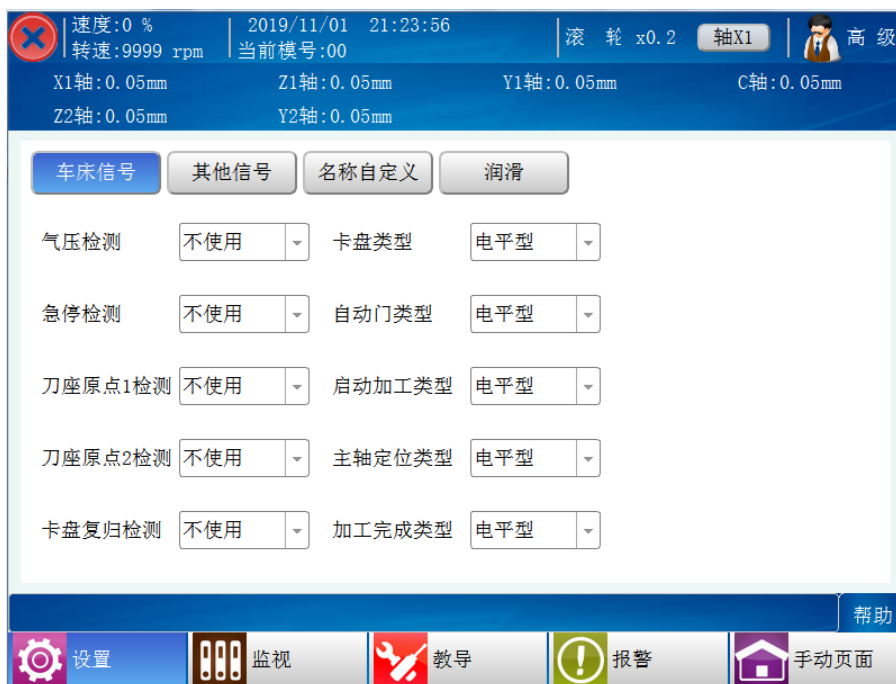 速度:0 % 2019/11/01 21:23:56 滚 轮 x0.2 轴X1 高 级
转速:9999 rpm 当前模号:00
X1轴:0.05mm Z1轴:0.05mm Y1轴:0.05mm C轴:0.05mm
Z2轴:0.05mm Y2轴:0.05mm
车床信号 其他信号 名称自定义 润滑
气压检测 不使用 卡盘类型 电平型
急停检测 不使用 自动门类型 电平型
刀座原点1检测 不使用 启动加工类型 电平型
刀座原点2检测 不使用 主轴定位类型 电平型
卡盘复归检测 不使用 加工完成类型 电平型
帮助
设置 监视 教导 报警 手动页面